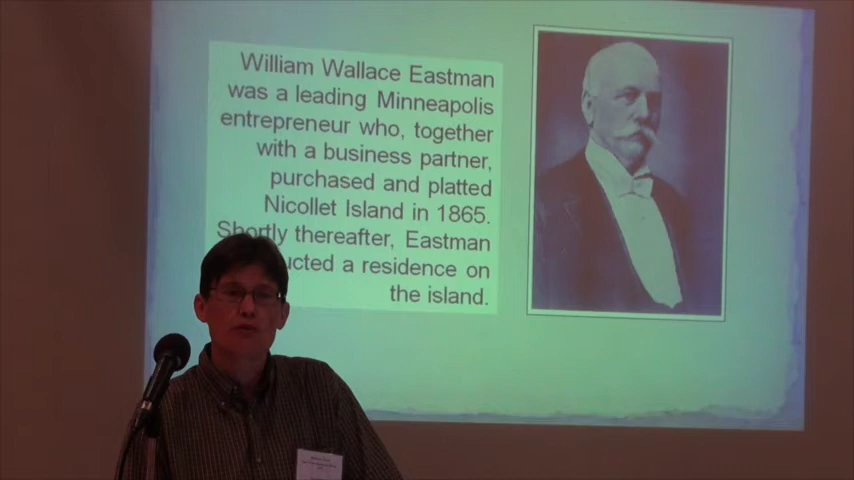 William Wallace Eastman
was a leading Minneapolis
entrepreneur who, together
with a business partner,
purchased and platted
Nicollet Island in 1865.
Shortly thereafter, Eastman
ucted a residence on
the island.